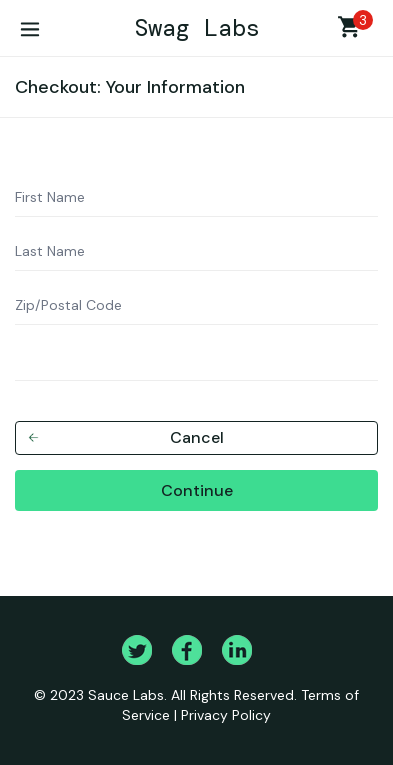 Swag Labs
3
Checkout: Your Information
First Name
Last Name
Zip/Postal Code
Cancel
Continue
© 2023 Sauce Labs. All Rights Reserved. Terms of
Service | Privacy Policy